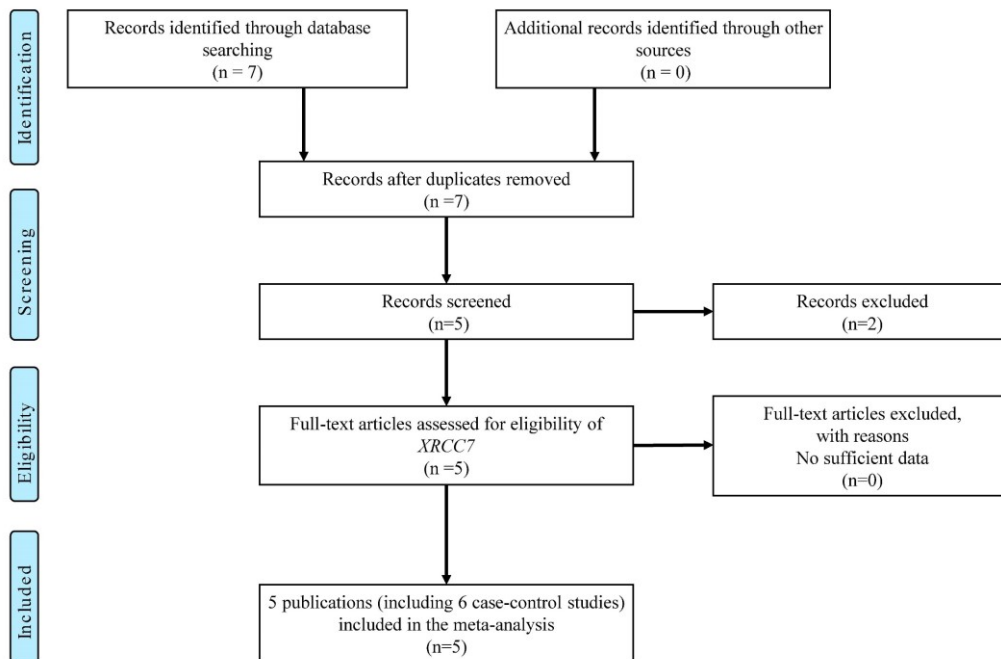 Identification
Records identified through database
searching
(n = 7)
Additional records identified through other
sources
(n = 0)
Records after duplicates removed
(n =7)
Screening
Records screened
(n=5)
Records excluded
(n=2)
Eligibility
Full-text articles assessed for eligibility of
XRCC7
(n =5)
Full-text articles excluded,
with reasons
No sufficient data
(n=0)
Included
5 publications (including 6 case-control studies)
included in the meta-analysis
(n=5)